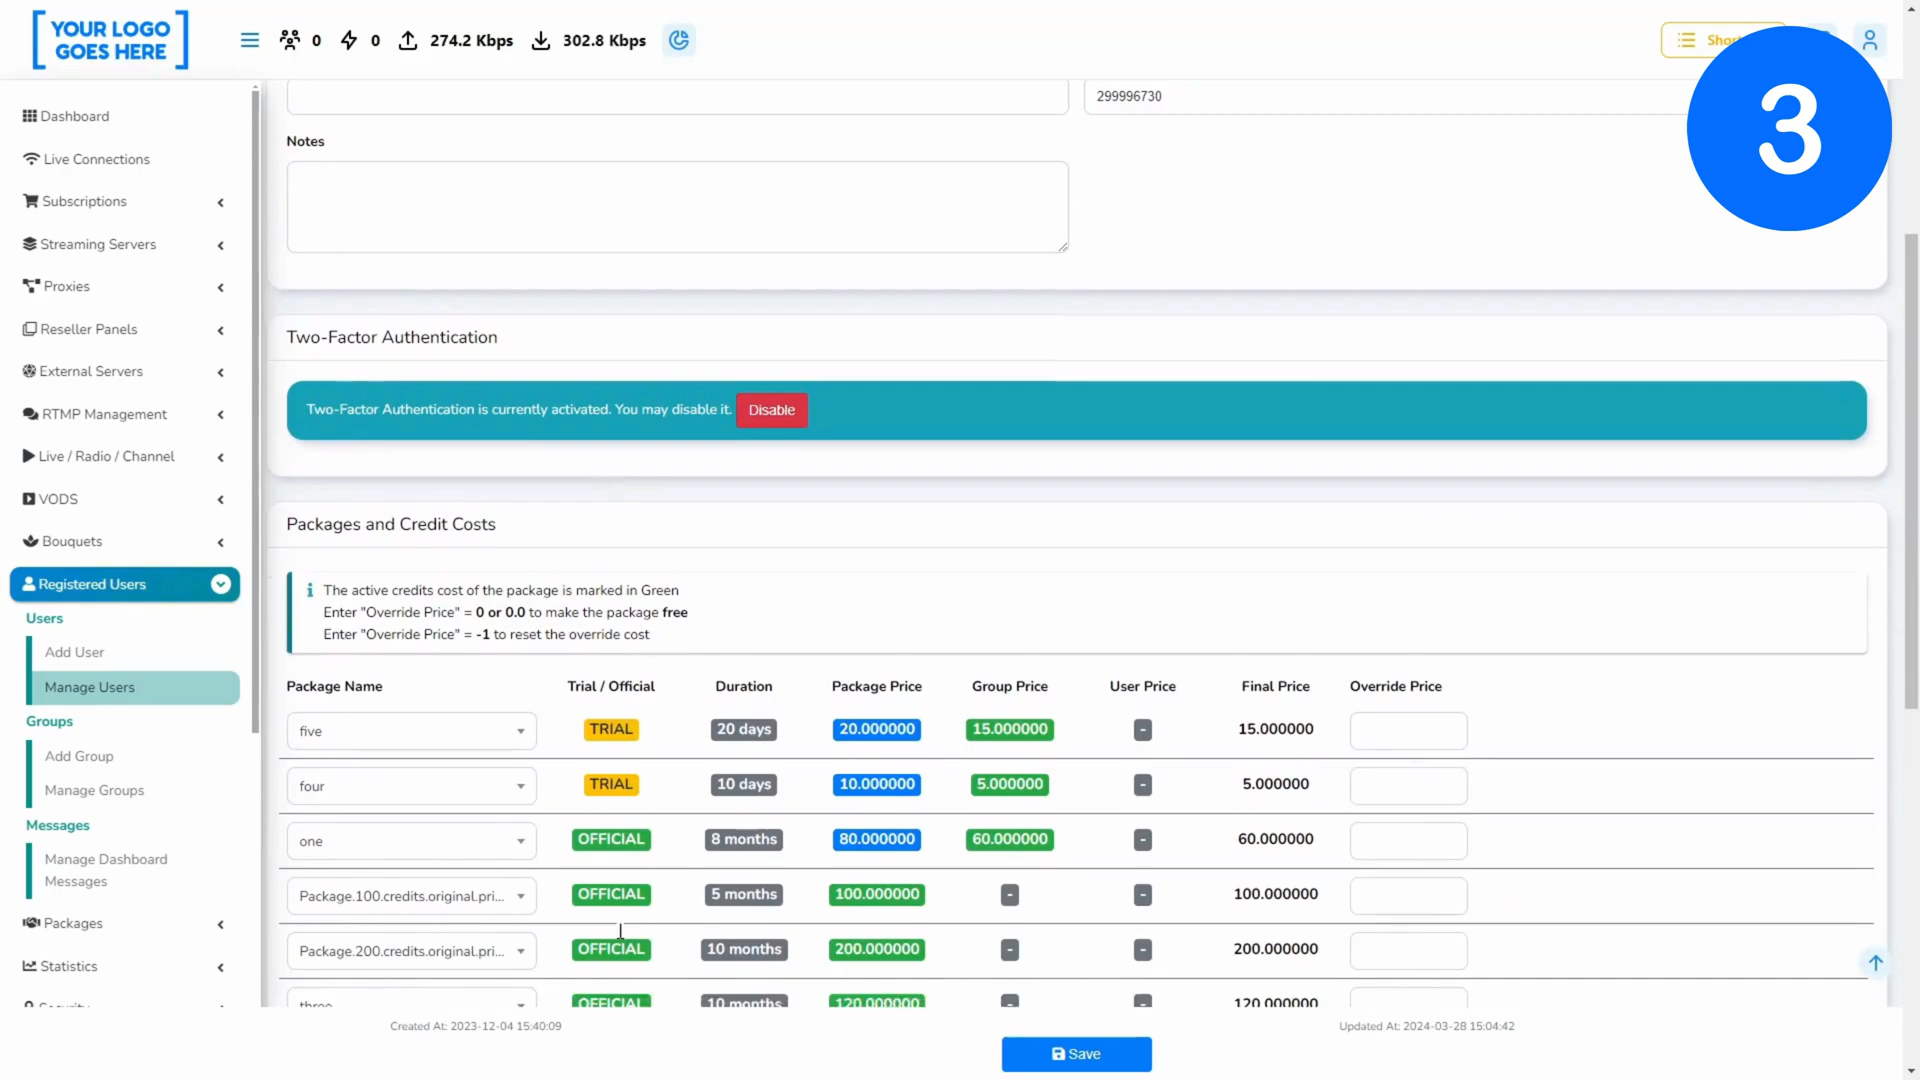 YOUR LOGO
GOES HERE
0
0
274.2 Kbps
302.8 Kbps
3
Dashboard
Live Connections
Subscriptions
Streaming Servers
Proxies
Reseller Panels
External Servers
RTMP Management
Live / Radio / Channel
VODS
Bouquets
Registered Users
Users
Add User
Manage Users
Groups
Add Group
Manage Groups
Messages
Manage Dashboard
Messages
Packages
Statistics
299996730
Notes
Two-Factor Authentication
Two-Factor Authentication is currently activated. You may disable it. Disable
Packages and Credit Costs
The active credits cost of the package is marked in Green
Enter "Override Price" = 0 or 0.0 to make the package free
Enter "Override Price" = -1 to reset the override cost
Package Name Trial / Official Duration Package Price Group Price User Price Final Price Override Price
five TRIAL 20 days 20.000000 15.000000 - 15.000000
four TRIAL 10 days 10.000000 5.000000 - 5.000000
one OFFICIAL 8 months 80.000000 60.000000 - 60.000000
Package.100.credits.original.pri... OFFICIAL 5 months 100.000000 - - 100.000000
Package.200.credits.original.pri... OFFICIAL 10 months 200.000000 - - 200.000000
three OFFICIAL 10 months 120.000000 - - 120.000000
Created At: 2023-12-04 15:40:09
Updated At: 2024-03-28 15:04:42
Save